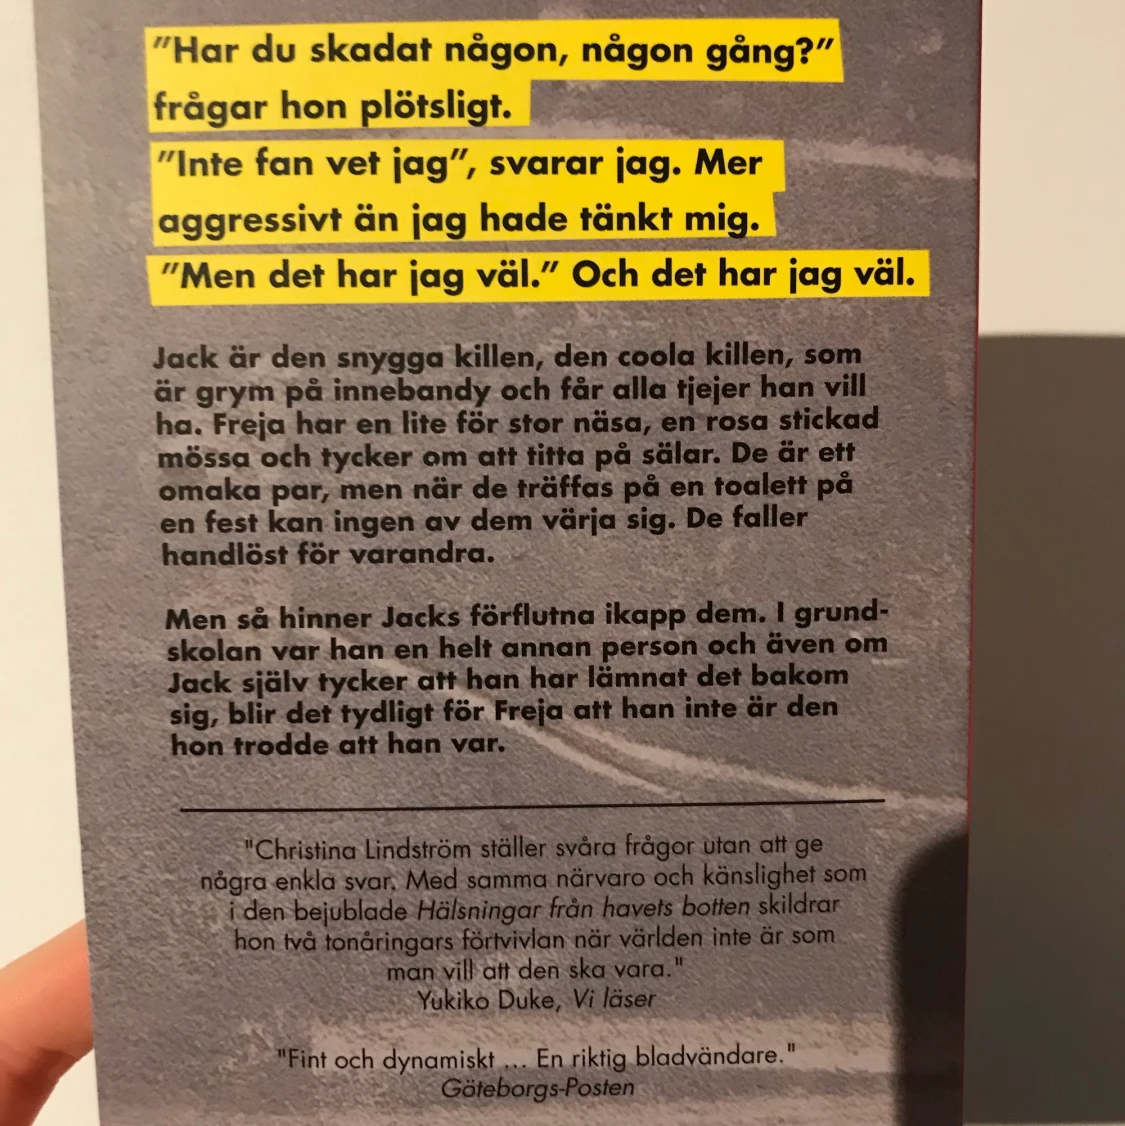 "Har du skadat någon, någon gång?"
frågar hon plötsligt.
"Inte fan vet jag", svarar jag. Mer
aggressivt än jag hade tänkt mig.
"Men det har jag väl." Och det har jag väl.
Jack är den snygga killen, den coola killen, som
är grym på innebandy och får alla tjejer han vill
ha. Freja har en lite för stor näsa, en rosa stickad
mössa och tycker om att titta på sälar. De är ett
omaka par, men när de träffas på en toalett på
en fest kan ingen av dem värja sig. De faller
handlöst för varandra.
Men så hinner Jacks förflutna ikapp dem. I grund-
skolan var han en helt annan person och även om
Jack själv tycker att han har lämnat det bakom
sig, blir det tydligt för Freja att han inte är den
hon trodde att han var.
"Christina Lindström ställer svåra frågor utan att ge
några enkla svar. Med samma närvaro och känslighet som
i den bejublade Hälsningar från havets botten skildrar
hon två tonåringars förtvivlan när världen inte är som
man vill att den ska vara."
Yukiko Duke, Vi läser
"Fint och dynamiskt ... En riktig bladvändare."
Göteborgs-Posten